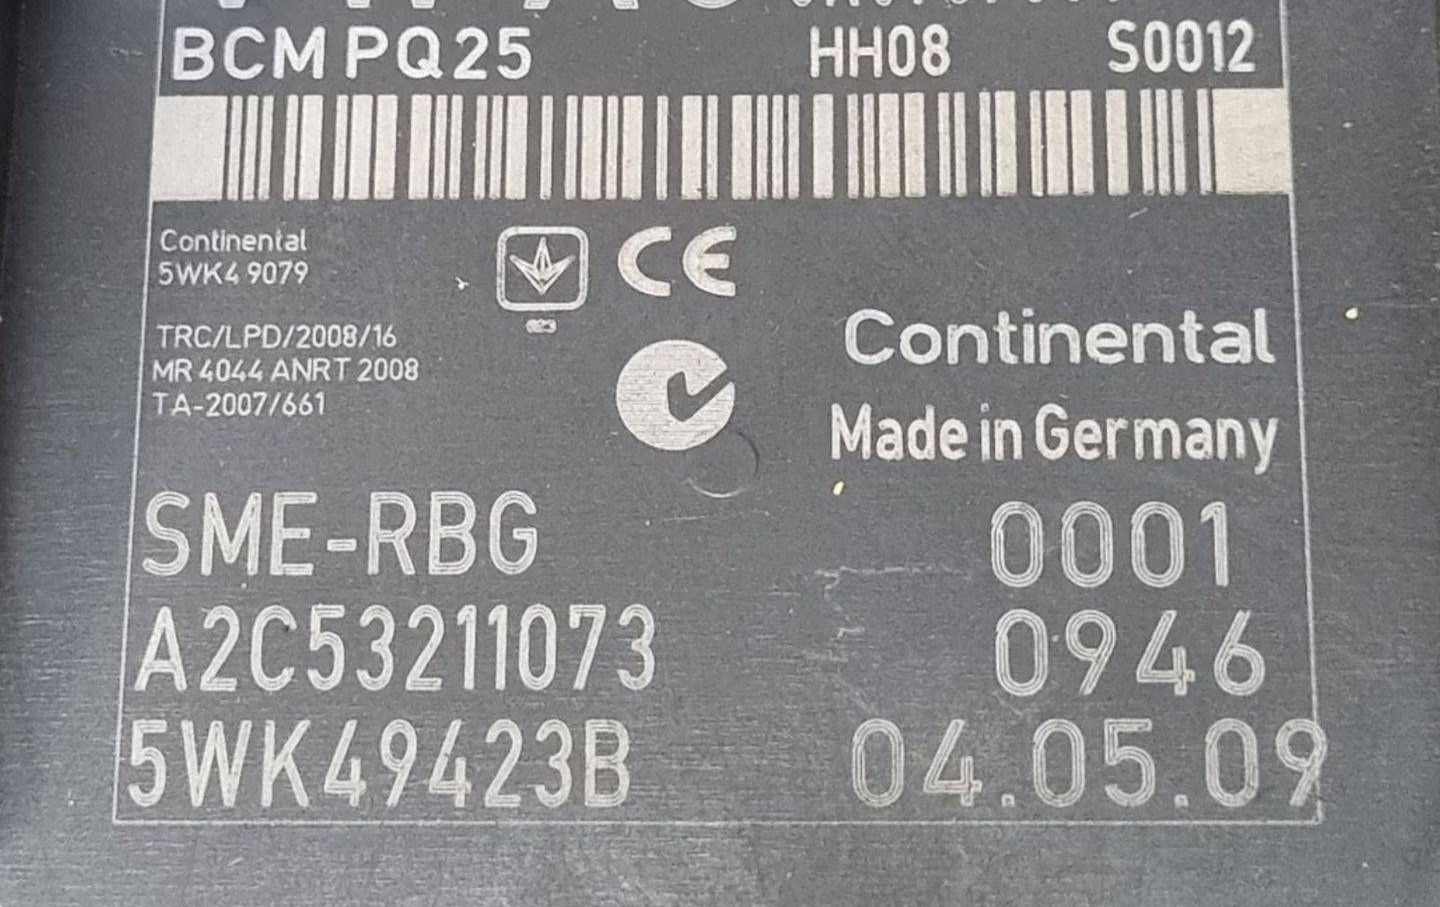 BCM PQ25 HH08 S0012
Continental
5WK4 9079
CE
TRC/LPD/2008/16
MR 4044 ANRT 2008
TA-2007/661
Continental
Made in Germany
SME-RBG 0001
A2C53211073 0946
5WK49423B 04.05.09